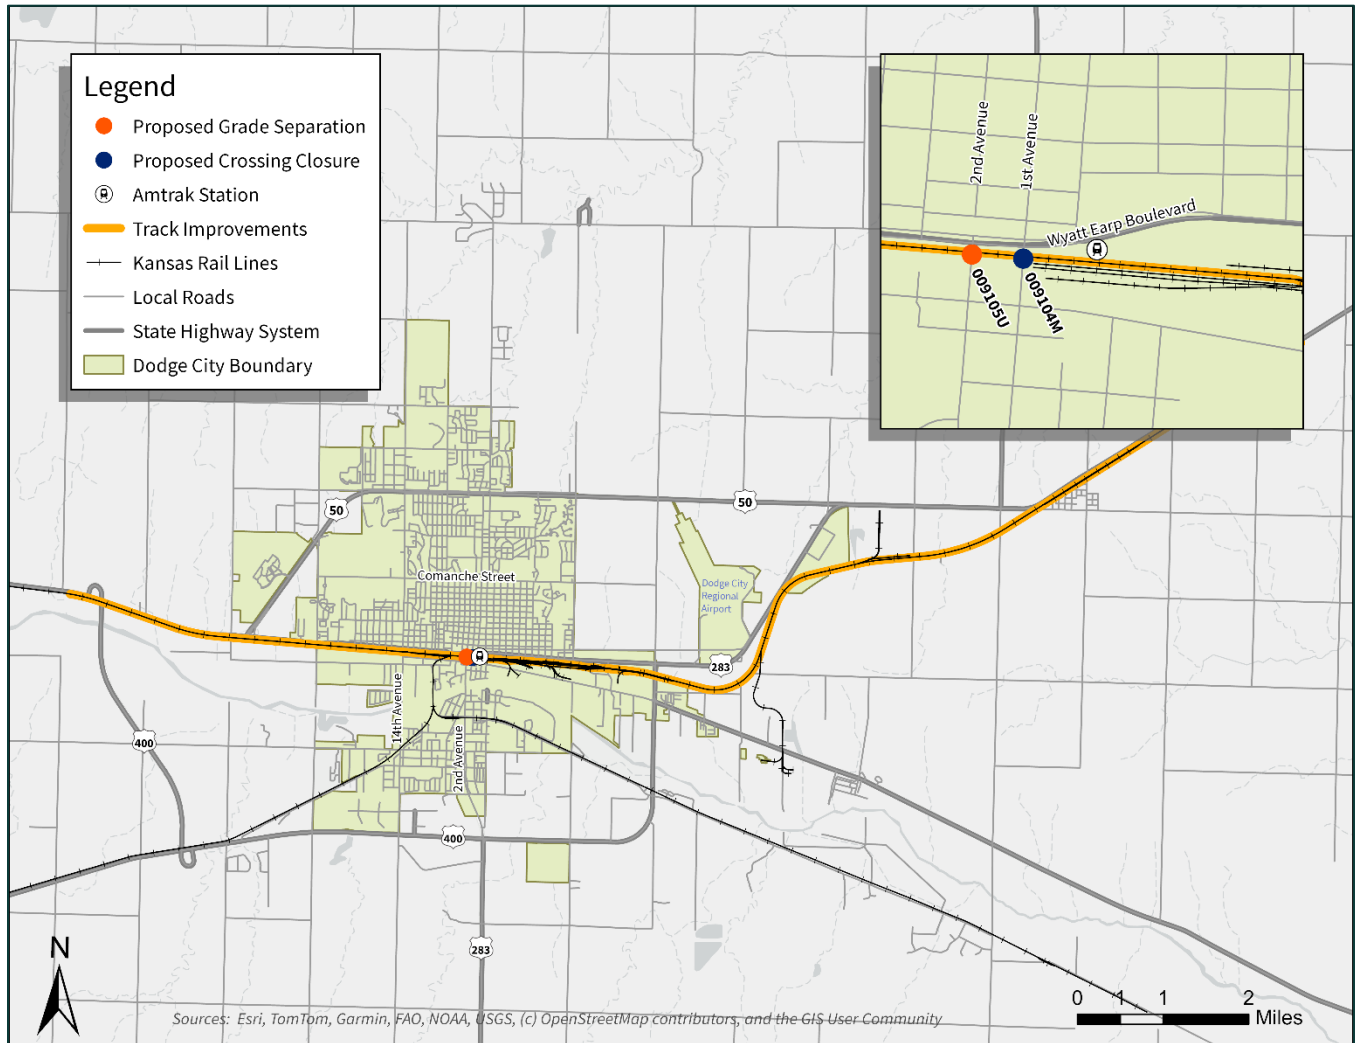 Legend
Proposed Grade Separation
Proposed Crossing Closure
Amtrak Station
Track Improvements
Kansas Rail Lines
Local Roads
State Highway System
Dodge City Boundary
2nd Avenue
1st Avenue
Wyatt Earp Boulevard
009105U
009104M
50
50
Comanche Street
Dodge City
Regional
Airport
283
14th Avenue
2nd Avenue
400
400
283
N
0 1 2
Miles
1
Sources: Esri, TomTom, Garmin, FAO, NOAA, USGS, (c) OpenStreetMap contributors, and the GIS User Community